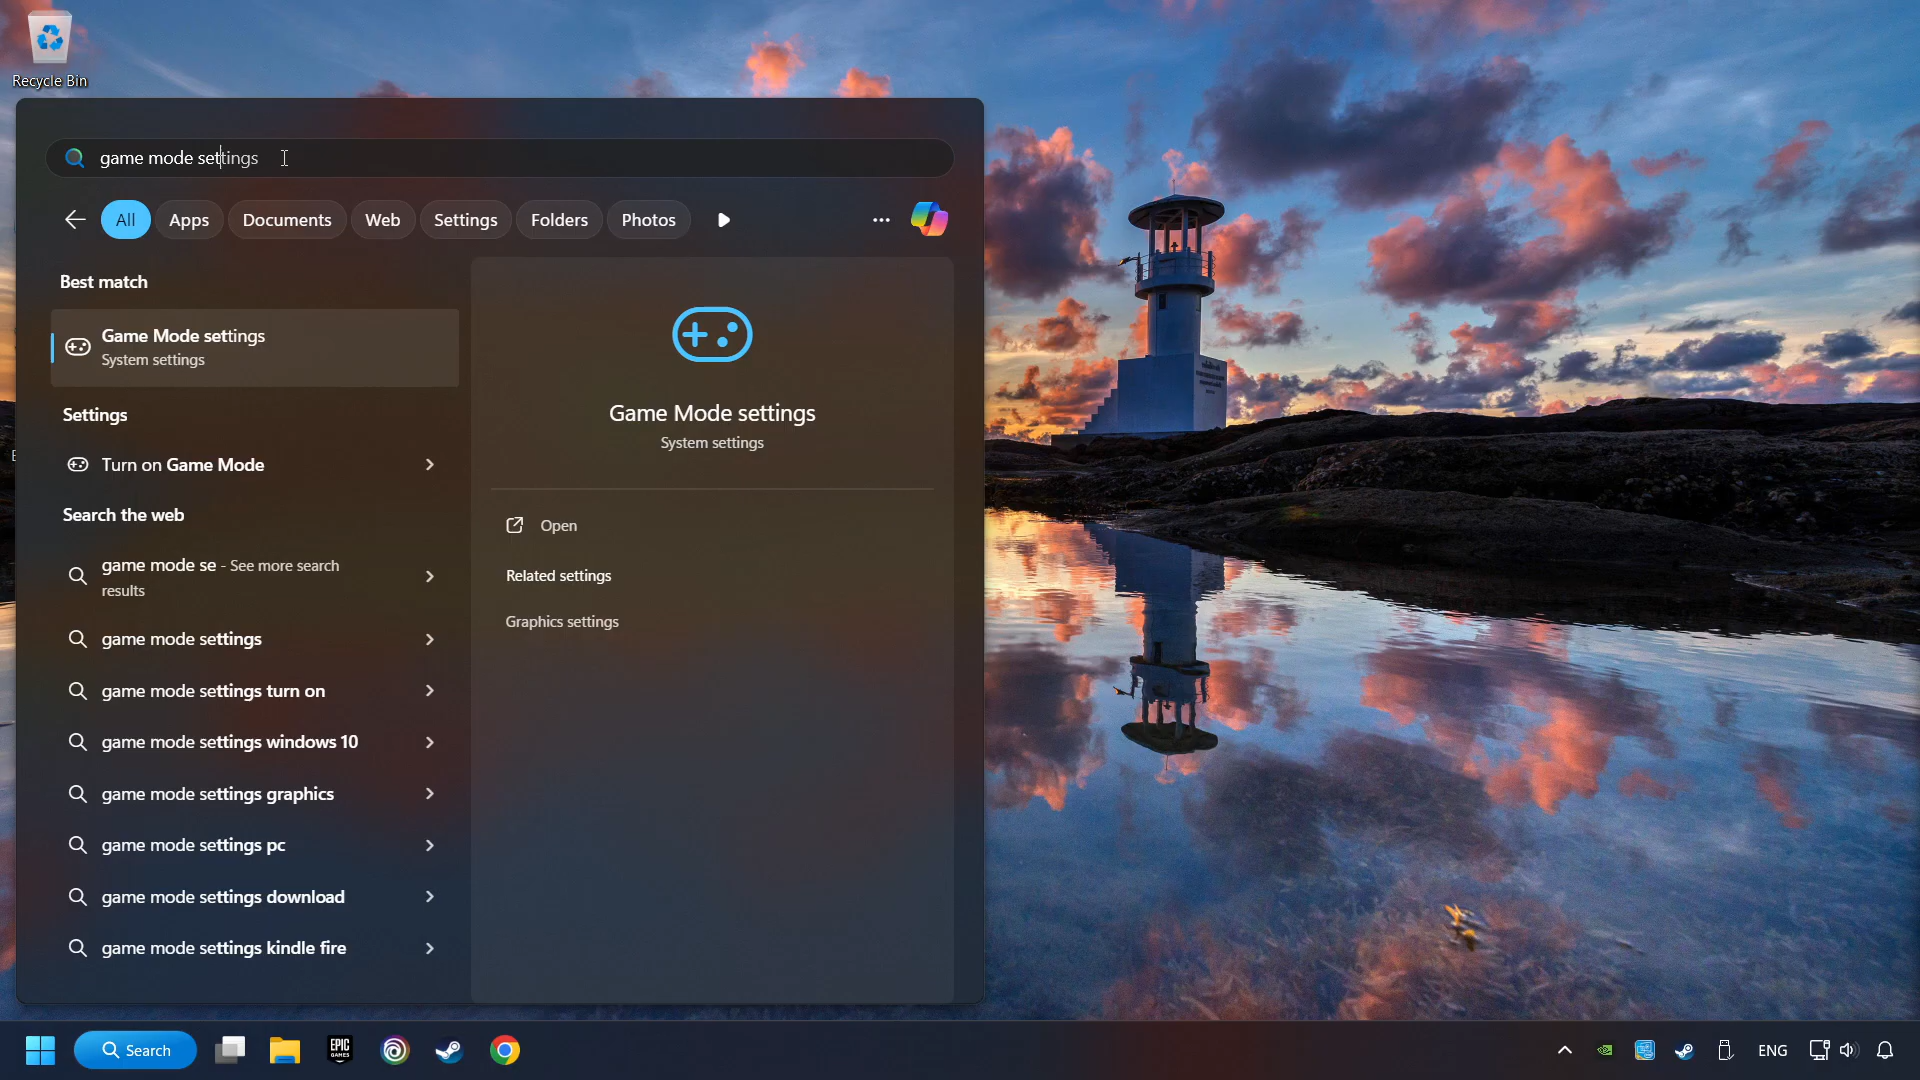 Recycle Bin
game mode settings
All Apps Documents Web Settings Folders Photos
Best match
Game Mode settings
System settings
Settings
Turn on Game Mode
Search the web
game mode se - See more search
results
game mode settings
game mode settings turn on
game mode settings windows 10
game mode settings graphics
game mode settings pc
game mode settings download
game mode settings kindle fire
Game Mode settings
System settings
Open
Related settings
Graphics settings
Search
EPIC
GAMES
ENG